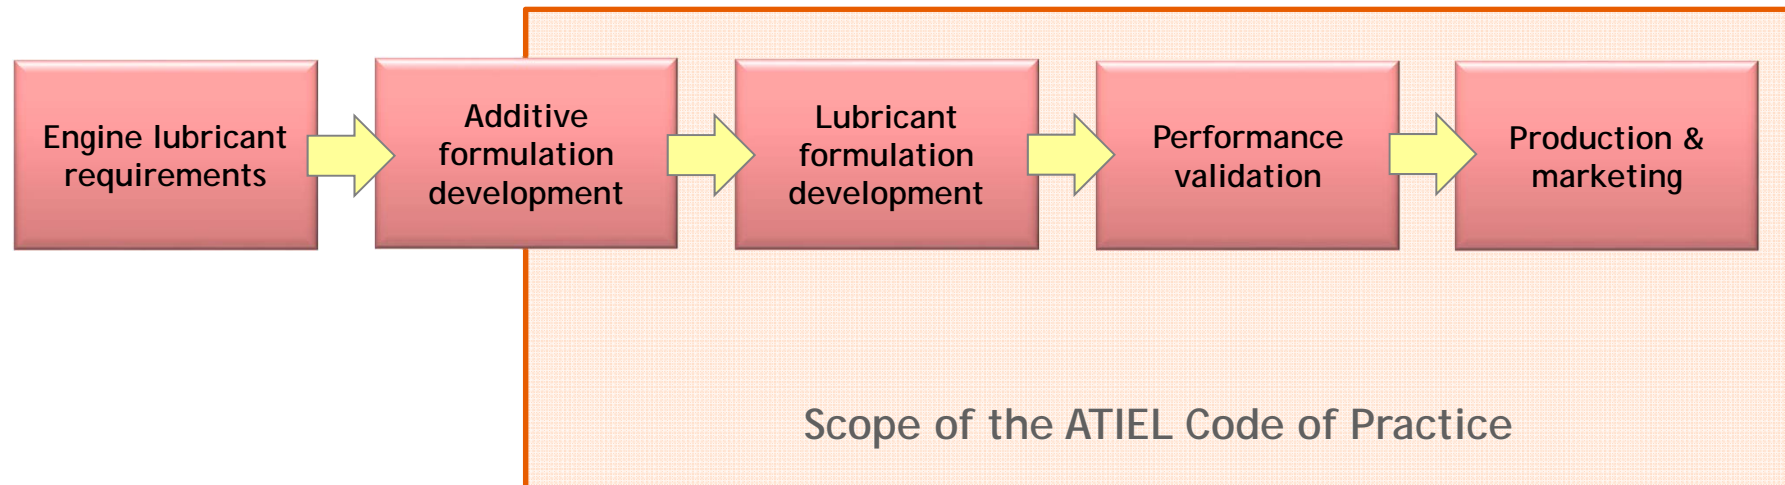 Engine lubricant
requirements
Additive
formulation
development
Lubricant
formulation
development
Performance
validation
Production &
marketing
Scope of the ATIEL Code of Practice